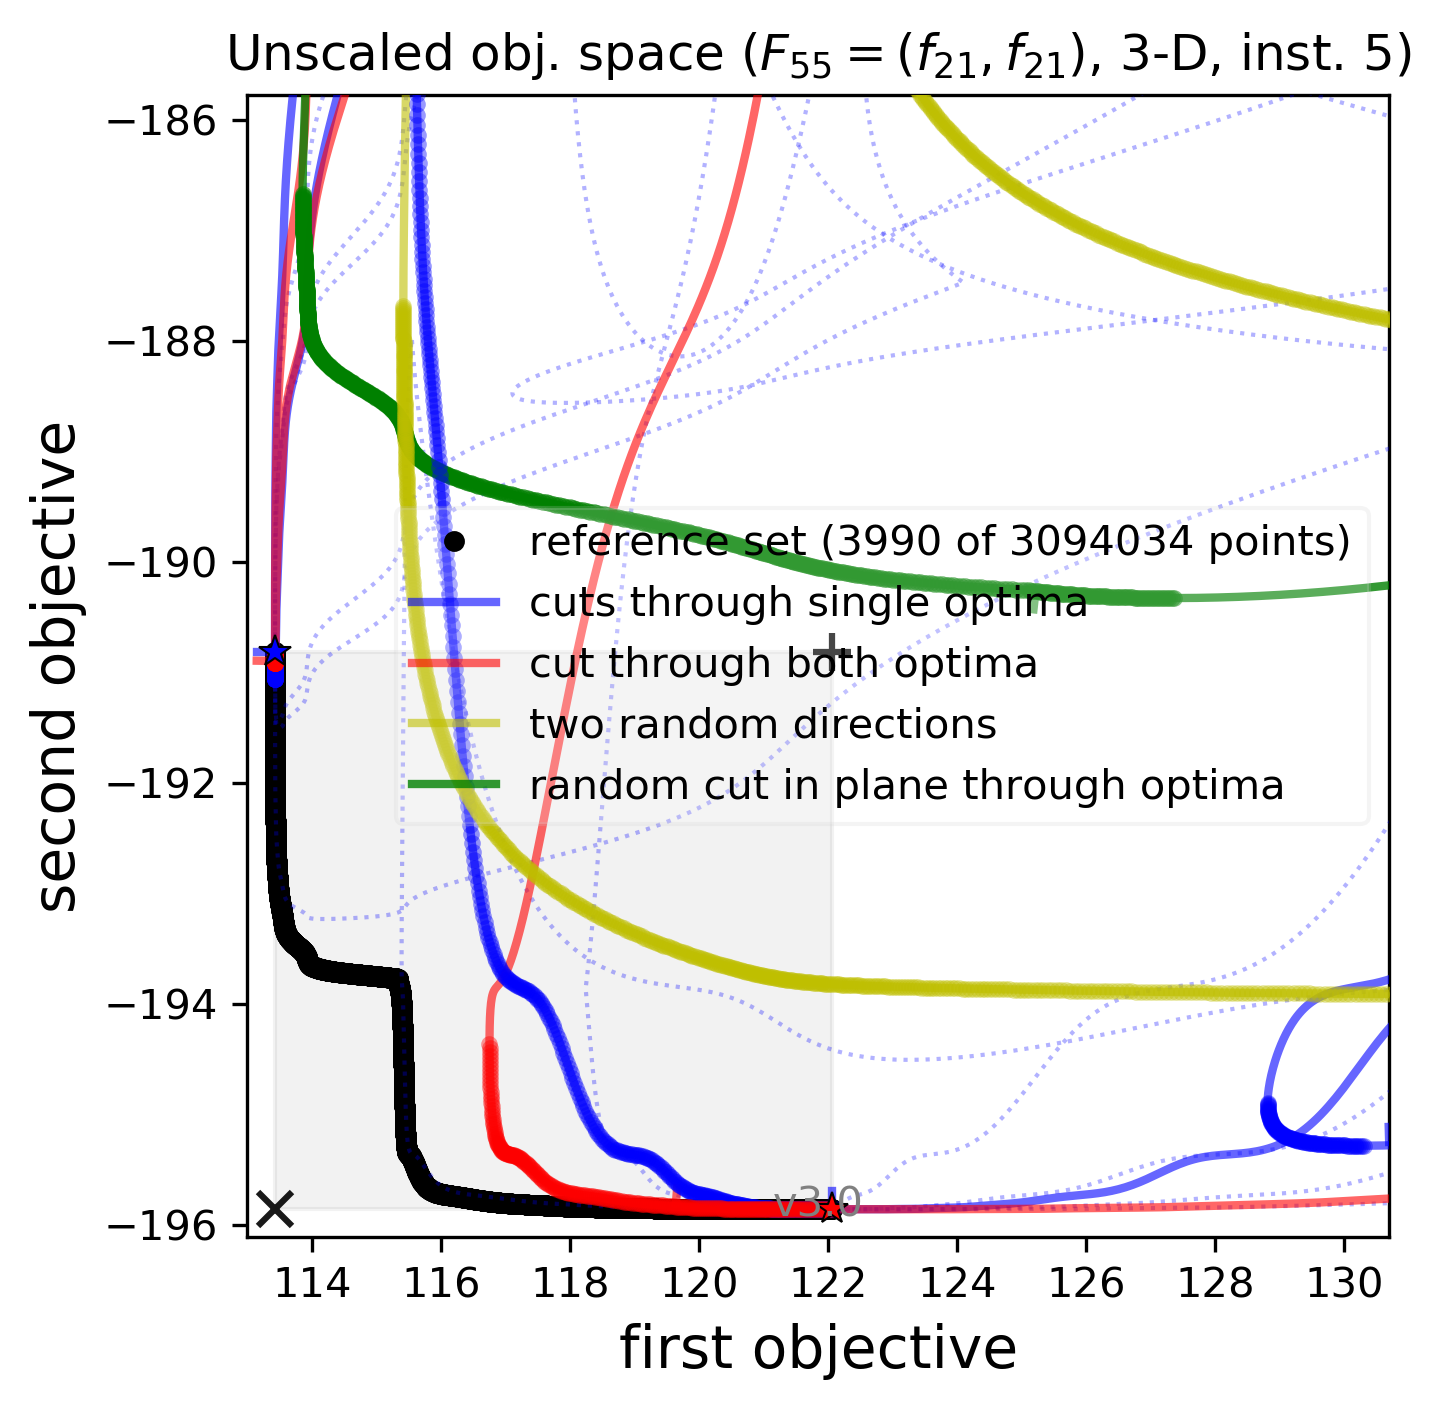 Unscaled obj. space (F₅₅ = (f₂₁, f₂₁), 3-D, inst. 5)
second objective
−186
−188
−190
−192
−194
−196
reference set (3990 of 3094034 points)
cuts through single optima
cut through both optima
two random directions
random cut in plane through optima
v3.0
114 116 118 120 122 124 126 128 130
first objective